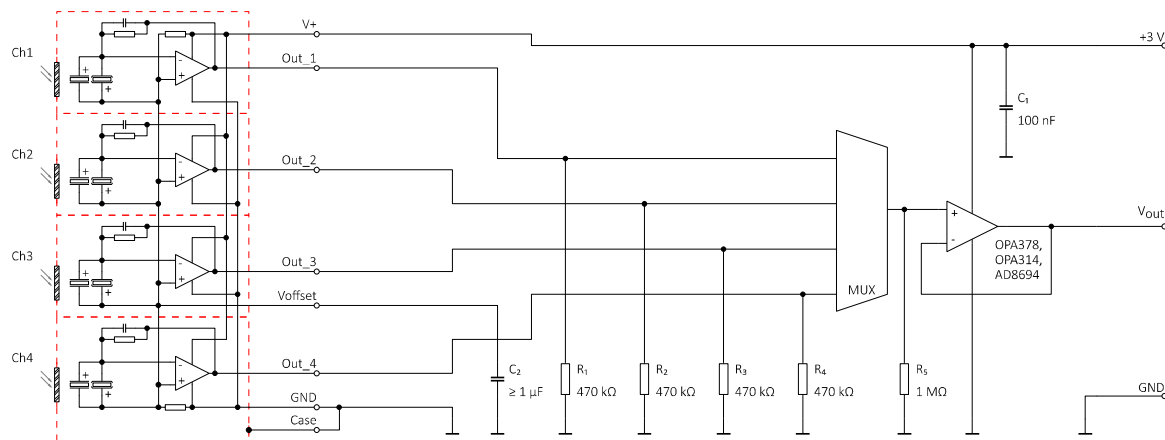 V+
+3 V
Ch1
Out_1
C₁
100 nF
Ch2
Out_2
Vout
OPA378,
OPA314,
AD8694
Ch3
Out_3
Voffset
MUX
Ch4
Out_4
C₂
≥ 1 µF
R₁
470 kΩ
R₂
470 kΩ
R₃
470 kΩ
R₄
470 kΩ
R₅
1 MΩ
GND
GND
Case
+
-
+
-
+
+
+
-
+
+
+
-
+
+
+
-
+
+